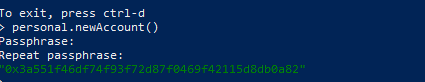 To exit, press ctrl-d
> personal.newAccount()
Passphrase:
Repeat passphrase:
"0x3a551f46df74f93f72d87f0469f42115d8db0a82"